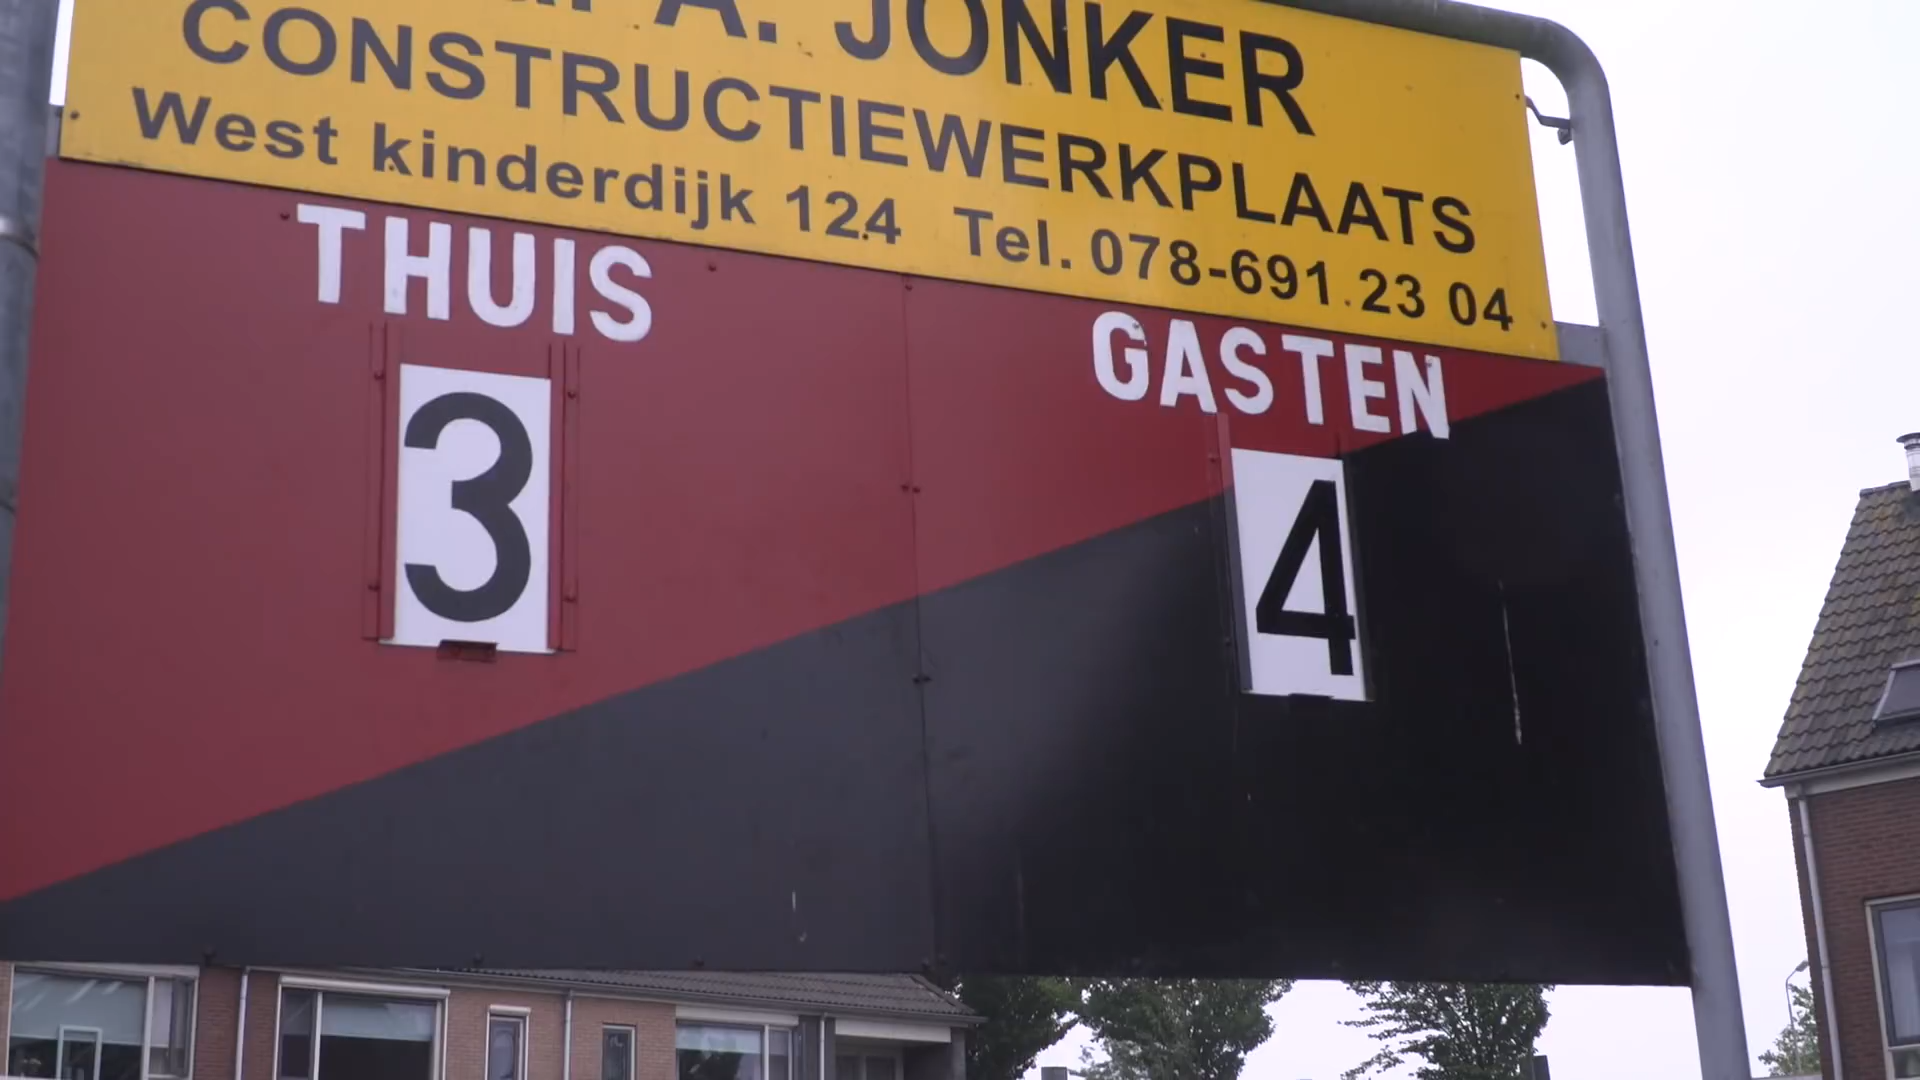 A. JONKER
CONSTRUCTIEWERKPLAATS
West kinderdijk 124 Tel. 078-691.23 04
THUIS GASTEN
3 4